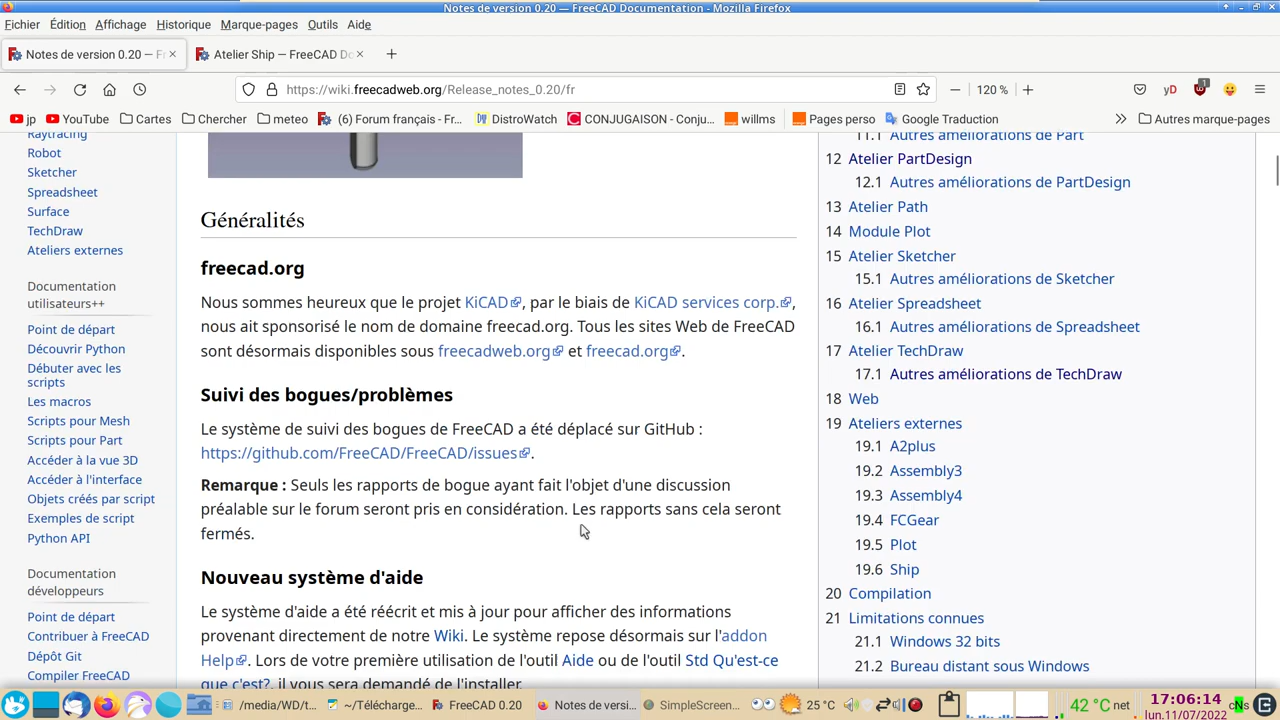 Notes de version 0.20 — FreeCAD Documentation - Mozilla Firefox
Fichier Édition Affichage Historique Marque-pages Outils Aide
Notes de version 0.20 — Fr
Atelier Ship — FreeCAD Do
https://wiki.freecadweb.org/Release_notes_0.20/fr
120 %
yD
1
jp
YouTube
Cartes
Chercher
meteo
(6) Forum français - Fr...
DistroWatch
CONJUGAISON - Conju...
willms
Pages perso
Google Traduction
Autres marque-pages
Raytracing
Robot
Sketcher
Spreadsheet
Surface
TechDraw
Ateliers externes
Documentation
utilisateurs++
Point de départ
Découvrir Python
Débuter avec les
scripts
Les macros
Scripts pour Mesh
Scripts pour Part
Accéder à la vue 3D
Accéder à l'interface
Objets créés par script
Exemples de script
Python API
Documentation
développeurs
Point de départ
Contribuer à FreeCAD
Dépôt Git
Compiler FreeCAD
Généralités
freecad.org
Nous sommes heureux que le projet KiCAD, par le biais de KiCAD services corp.,
nous ait sponsorisé le nom de domaine freecad.org. Tous les sites Web de FreeCAD
sont désormais disponibles sous freecadweb.org et freecad.org.
Suivi des bogues/problèmes
Le système de suivi des bogues de FreeCAD a été déplacé sur GitHub :
https://github.com/FreeCAD/FreeCAD/issues.
Remarque : Seuls les rapports de bogue ayant fait l'objet d'une discussion
préalable sur le forum seront pris en considération. Les rapports sans cela seront
fermés.
Nouveau système d'aide
Le système d'aide a été réécrit et mis à jour pour afficher des informations
provenant directement de notre Wiki. Le système repose désormais sur l'addon
Help. Lors de votre première utilisation de l'outil Aide ou de l'outil Std Qu'est-ce
que c'est?, il vous sera demandé de l'installer.
11.1 Autres améliorations de Part
12 Atelier PartDesign
12.1 Autres améliorations de PartDesign
13 Atelier Path
14 Module Plot
15 Atelier Sketcher
15.1 Autres améliorations de Sketcher
16 Atelier Spreadsheet
16.1 Autres améliorations de Spreadsheet
17 Atelier TechDraw
17.1 Autres améliorations de TechDraw
18 Web
19 Ateliers externes
19.1 A2plus
19.2 Assembly3
19.3 Assembly4
19.4 FCGear
19.5 Plot
19.6 Ship
20 Compilation
21 Limitations connues
21.1 Windows 32 bits
21.2 Bureau distant sous Windows
/media/WD/t...
~/Télécharge...
FreeCAD 0.20
Notes de versi...
SimpleScreen...
25 °C
42 °C net
17:06:14
lun.11/07/2022
cNs